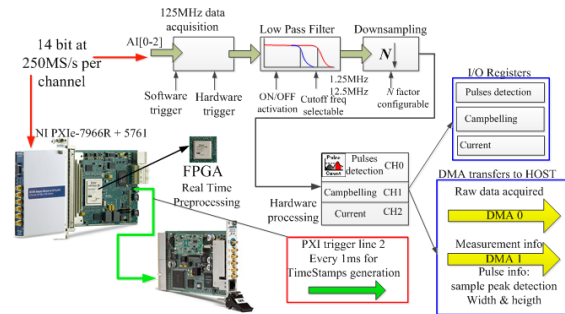 14 bit at
250MS/s per
channel
AI[0-2]
125MHz data
acquisition
Software
trigger
Hardware
trigger
Low Pass Filter
1.25MHz
12.5MHz
ON/OFF
activation
Cutoff freq
selectable
Downsampling
N
N factor
configurable
I/O Registers
Pulses detection
Campbelling
Current
NI PXIe-7966R + 5761
FPGA
Real Time
Preprocessing
Hardware
processing
Pulse
Count
Pulses
detection
CH0
Campbelling
CH1
Current
CH2
PXI trigger line 2
Every 1ms for
TimeStamps generation
DMA transfers to HOST
Raw data acquired
DMA 0
Measurement info
DMA 1
Pulse info:
sample peak detection
Width & heigth